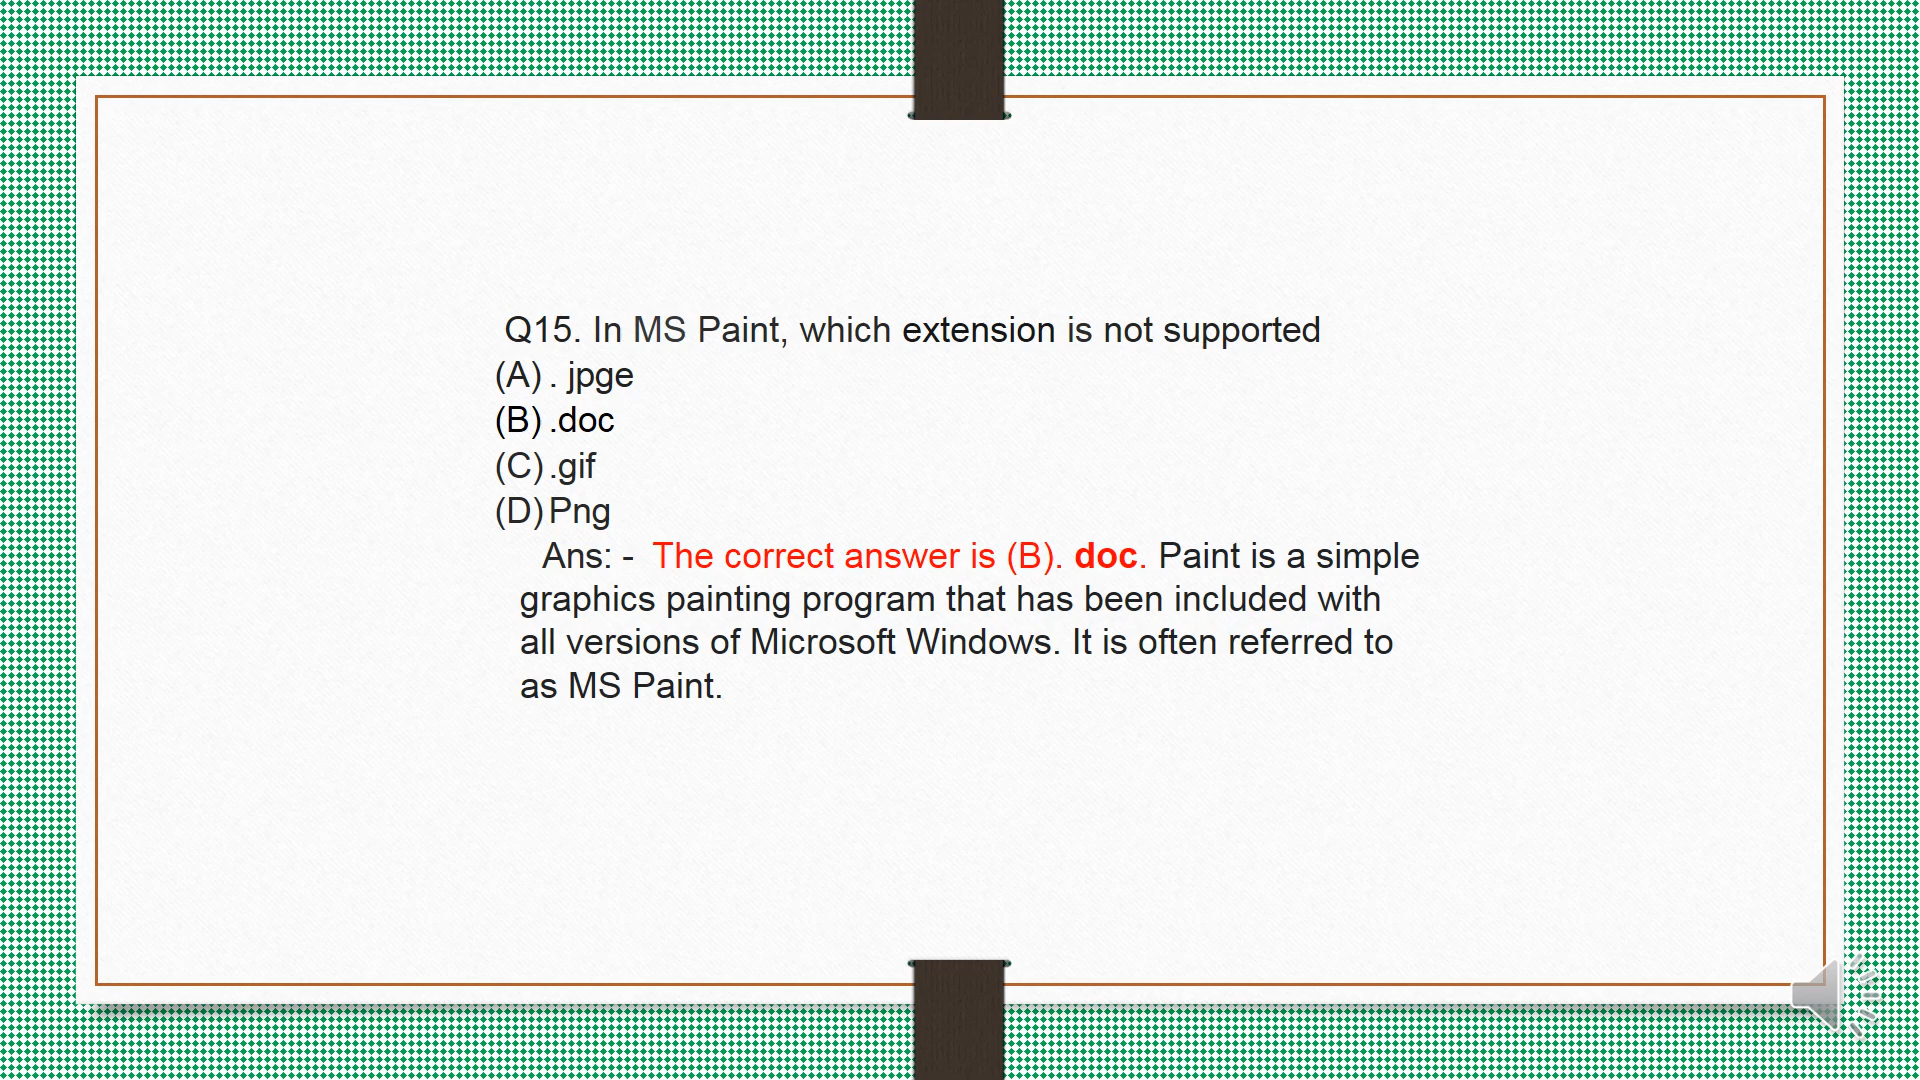 Q15. In MS Paint, which extension is not supported
(A) . jpge
(B) .doc
(C) .gif
(D) Png
Ans: - The correct answer is (B). doc. Paint is a simple
graphics painting program that has been included with
all versions of Microsoft Windows. It is often referred to
as MS Paint.